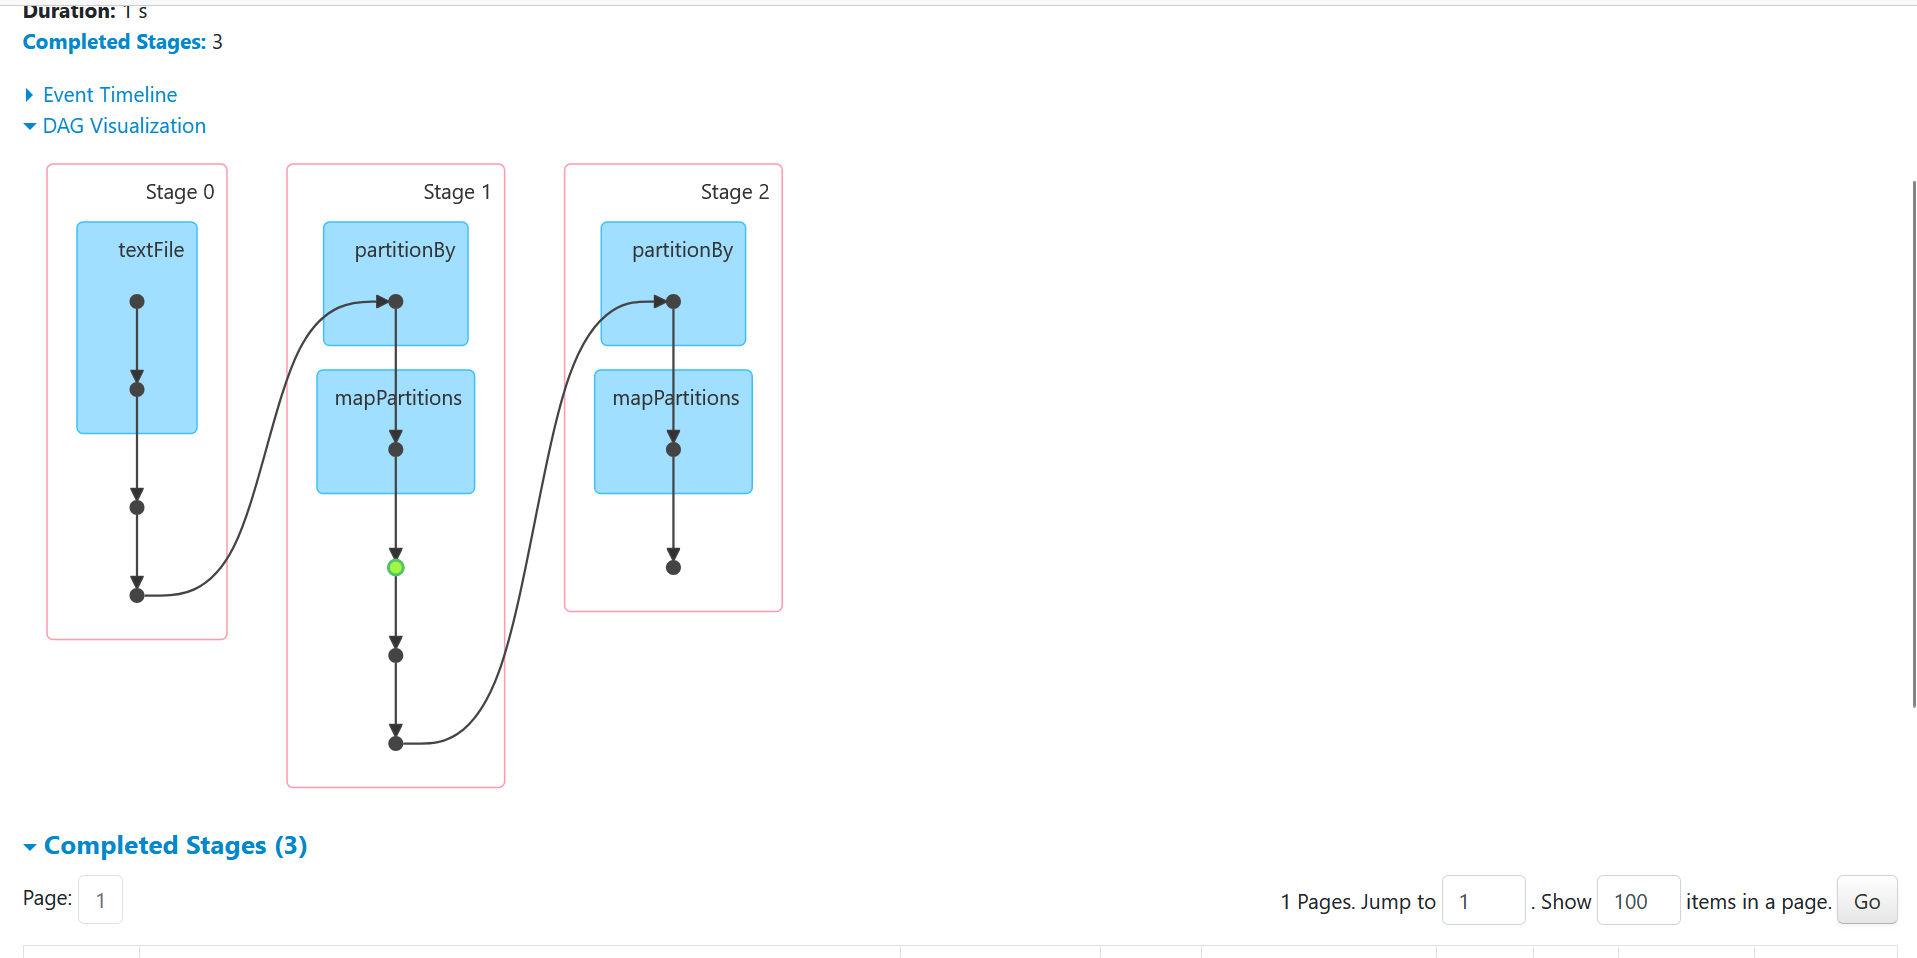 Duration: 1 s
Completed Stages: 3
Event Timeline
DAG Visualization
Stage 0
Stage 1
Stage 2
textFile
partitionBy
partitionBy
mapPartitions
mapPartitions
Completed Stages (3)
Page: 1
1 Pages. Jump to 1 . Show 100 items in a page. Go